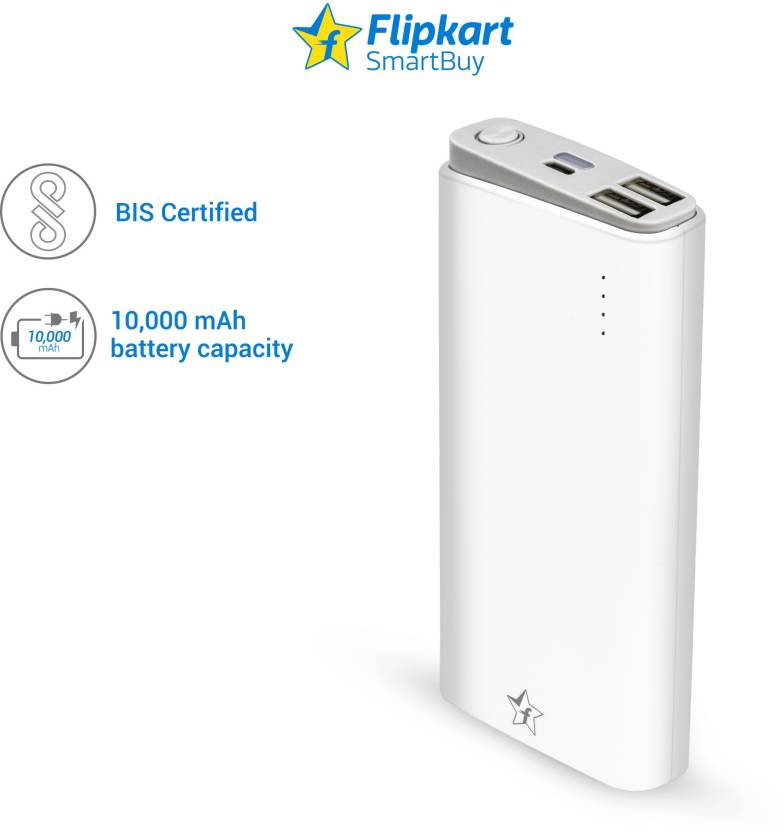 Flipkart
SmartBuy
BIS Certified
10,000
mAh
10,000 mAh
battery capacity